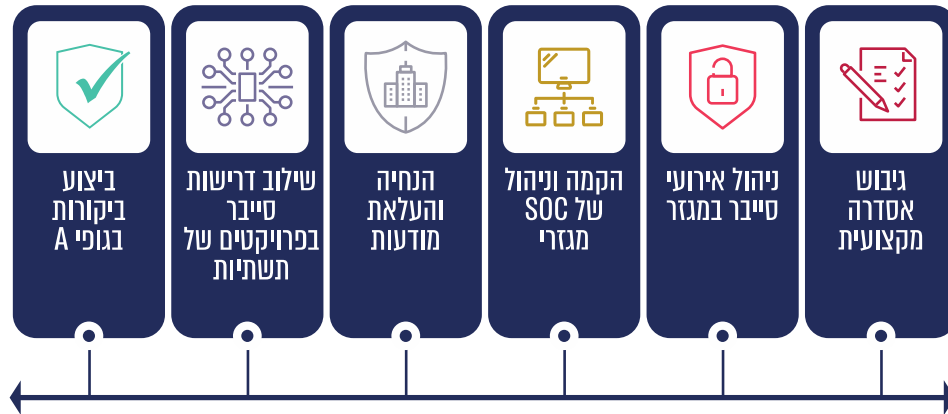 גיבוש
אסדרה
מקצועית
ניהול אירועי
סייבר במגזר
הקמה וניהול
של SOC
מגזרי
הנחיה
והעלאת
מודעות
שילוב דרישות
סייבר
בפרויקטים של
תשתיות
ביצוע
ביקורות
בגופי A